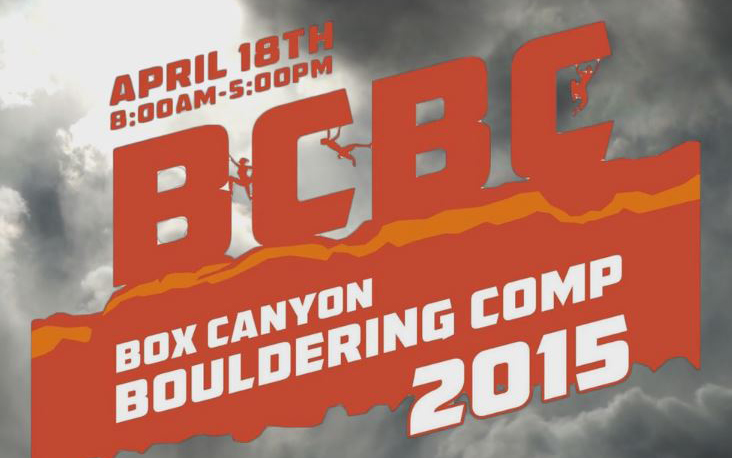 APRIL 18TH
8:00AM-5:00PM
BCBC
BOX CANYON
BOULDERING COMP
2015